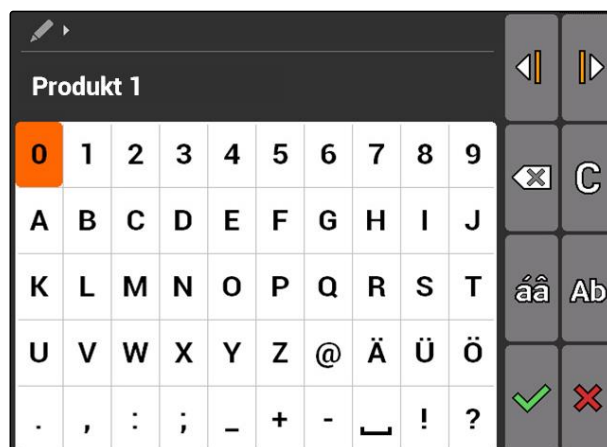 Produkt 1
0 1 2 3 4 5 6 7 8 9
C
A B C D E F G H I J
K L M N O P Q R S T
áâ Ab
U V W X Y Z @ Ä Ü Ö
. , : ; _ + - ⎵ ! ?